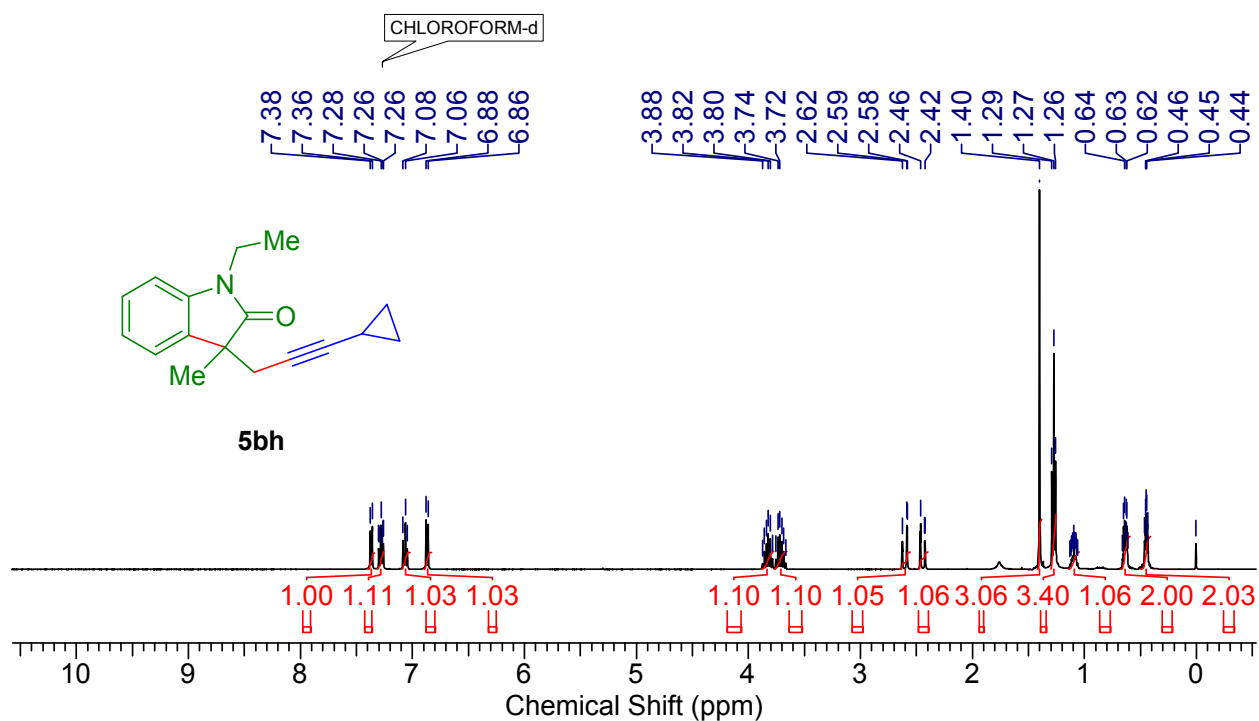 CHLOROFORM-d
7.38 7.36 7.28 7.26 7.26 7.08 7.06 6.88 6.86 3.88 3.82 3.80 3.74 3.72 2.62 2.59 2.58 2.46 2.42 1.40 1.29 1.27 1.26 0.64 0.63 0.62 0.46 0.45 0.44
Me
N
O
Me
5bh
1.00 1.11 1.03 1.03 1.10 1.10 1.05 1.06 3.06 3.40 1.06 2.00 2.03
10 9 8 7 6 5 4 3 2 1 0
Chemical Shift (ppm)